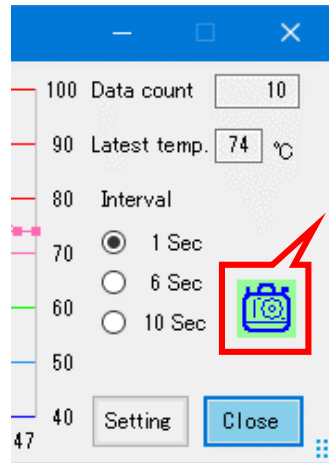 100 Data count 10
90 Latest temp. 74 ℃
80 Interval
70 1 Sec
6 Sec
60 10 Sec
50
40 Setting Close
47